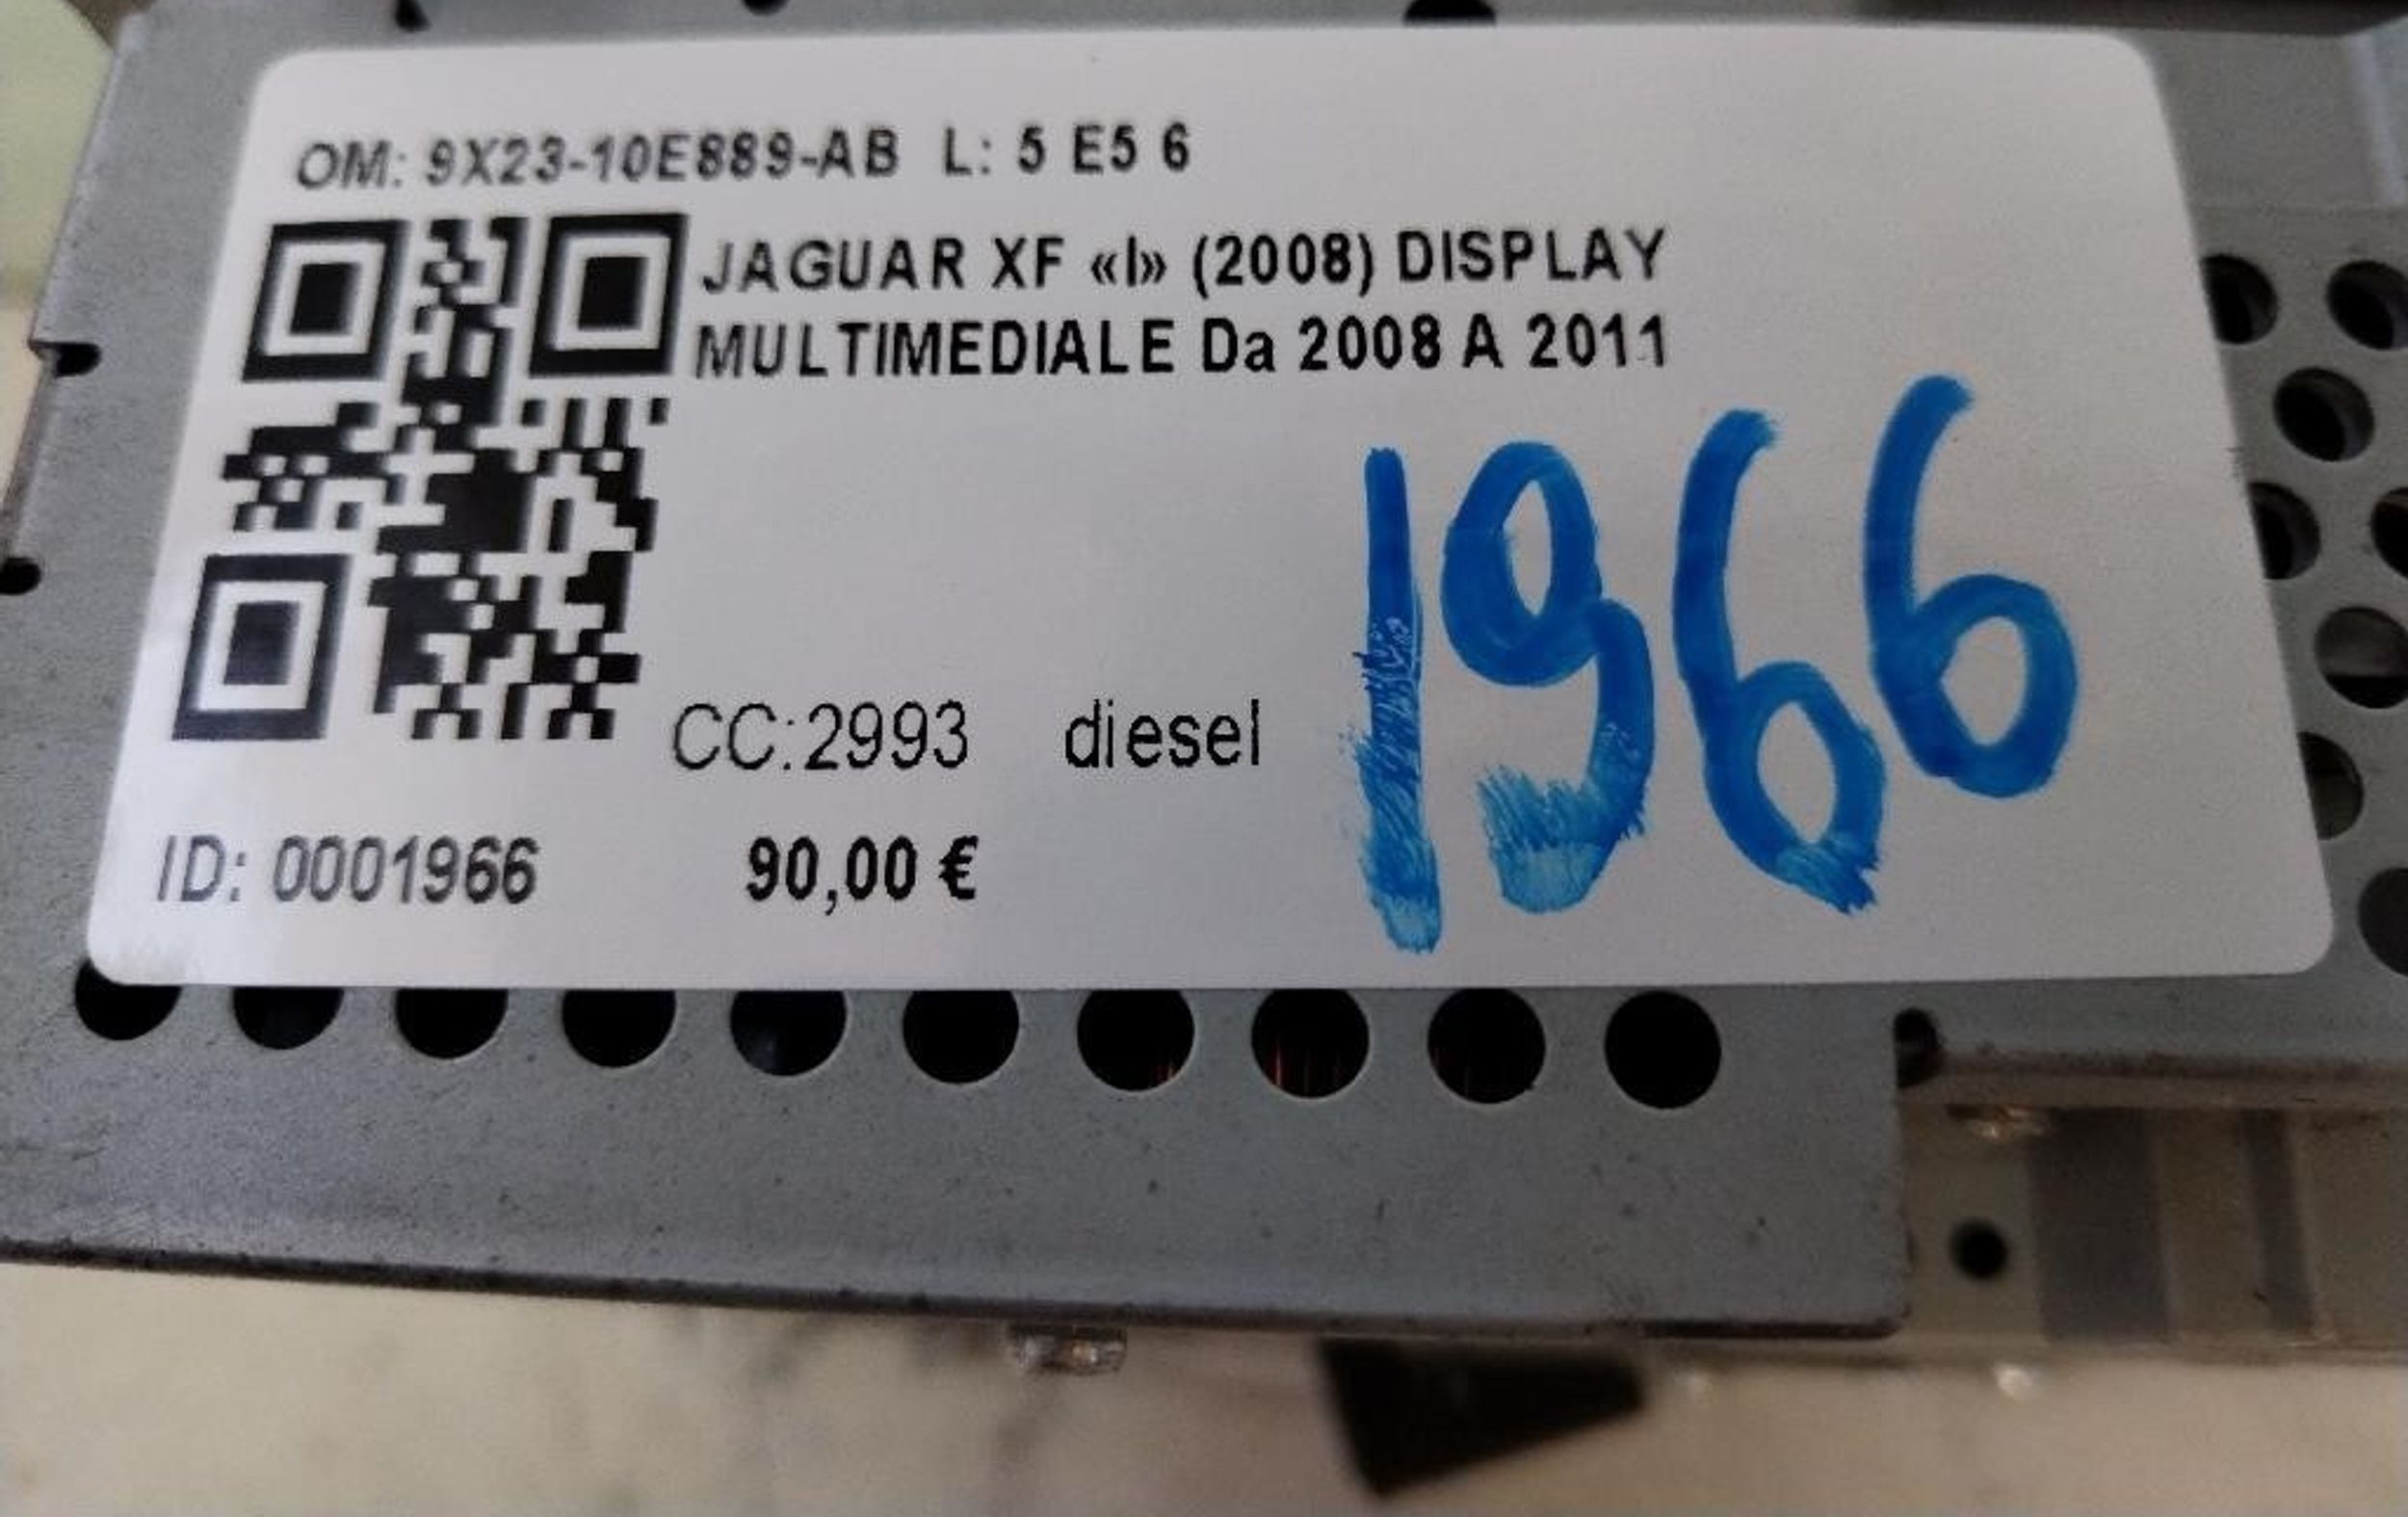 OM: 9X23-10E889-AB L: 5 E5 6
JAGUAR XF «I» (2008) DISPLAY
MULTIMEDIALE Da 2008 A 2011
1966
CC:2993 diesel
ID: 0001966 90,00 €